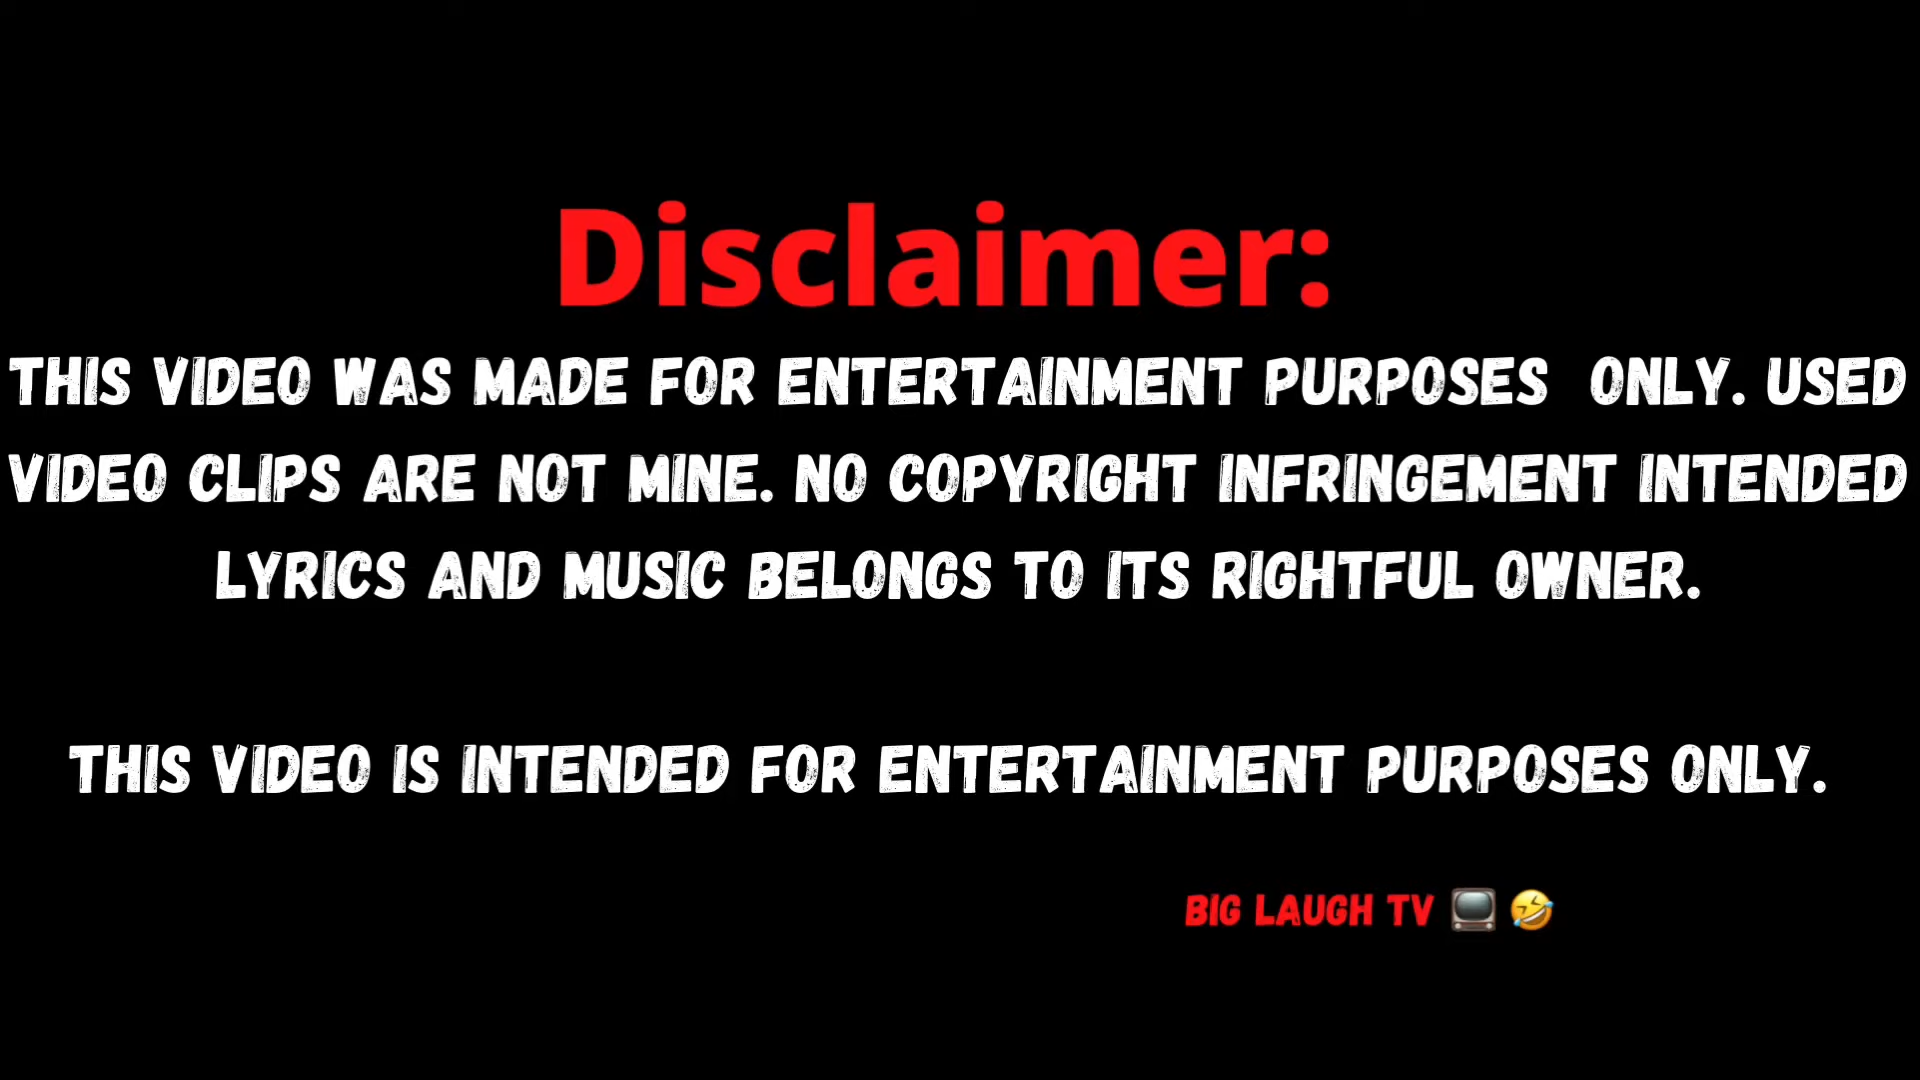 Disclaimer:
THIS VIDEO WAS MADE FOR ENTERTAINMENT PURPOSES  ONLY. USED
VIDEO CLIPS ARE NOT MINE. NO COPYRIGHT INFRINGEMENT INTENDED
LYRICS AND MUSIC BELONGS TO ITS RIGHTFUL OWNER.
THIS VIDEO IS INTENDED FOR ENTERTAINMENT PURPOSES ONLY.
BIG LAUGH TV 📺 🤣